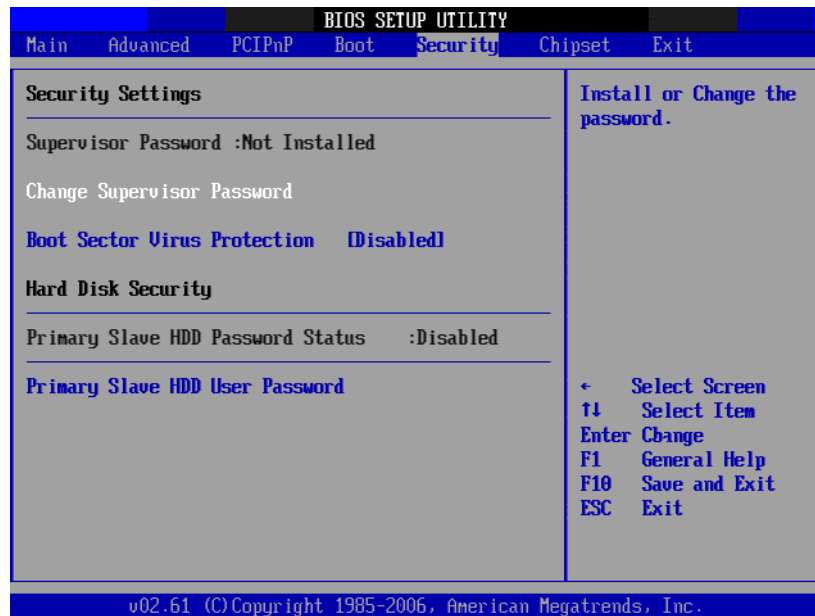 BIOS SETUP UTILITY
Main Advanced PCIPnP Boot Security Chipset Exit
Security Settings
Supervisor Password :Not Installed
Change Supervisor Password
Boot Sector Virus Protection [Disabled]
Hard Disk Security
Primary Slave HDD Password Status :Disabled
Primary Slave HDD User Password
Install or Change the
password.
← Select Screen
↑↓ Select Item
Enter Change
F1 General Help
F10 Save and Exit
ESC Exit
v02.61 (C)Copyright 1985-2006, American Megatrends, Inc.